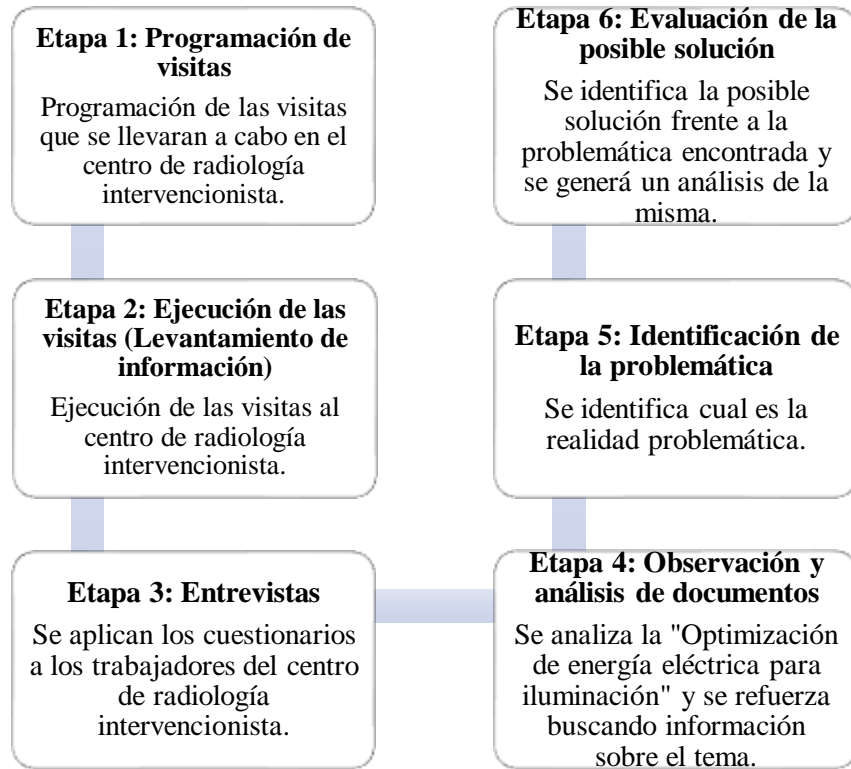 Etapa 1: Programación de
visitas
Programación de las visitas
que se llevaran a cabo en el
centro de radiología
intervencionista.
Etapa 2: Ejecución de las
visitas (Levantamiento de
información)
Ejecución de las visitas al
centro de radiología
intervencionista.
Etapa 3: Entrevistas
Se aplican los cuestionarios
a los trabajadores del centro
de radiología
intervencionista.
Etapa 4: Observación y
análisis de documentos
Se analiza la "Optimización
de energía eléctrica para
iluminación" y se refuerza
buscando información
sobre el tema.
Etapa 5: Identificación de
la problemática
Se identifica cual es la
realidad problemática.
Etapa 6: Evaluación de la
posible solución
Se identifica la posible
solución frente a la
problemática encontrada y
se generá un análisis de la
misma.